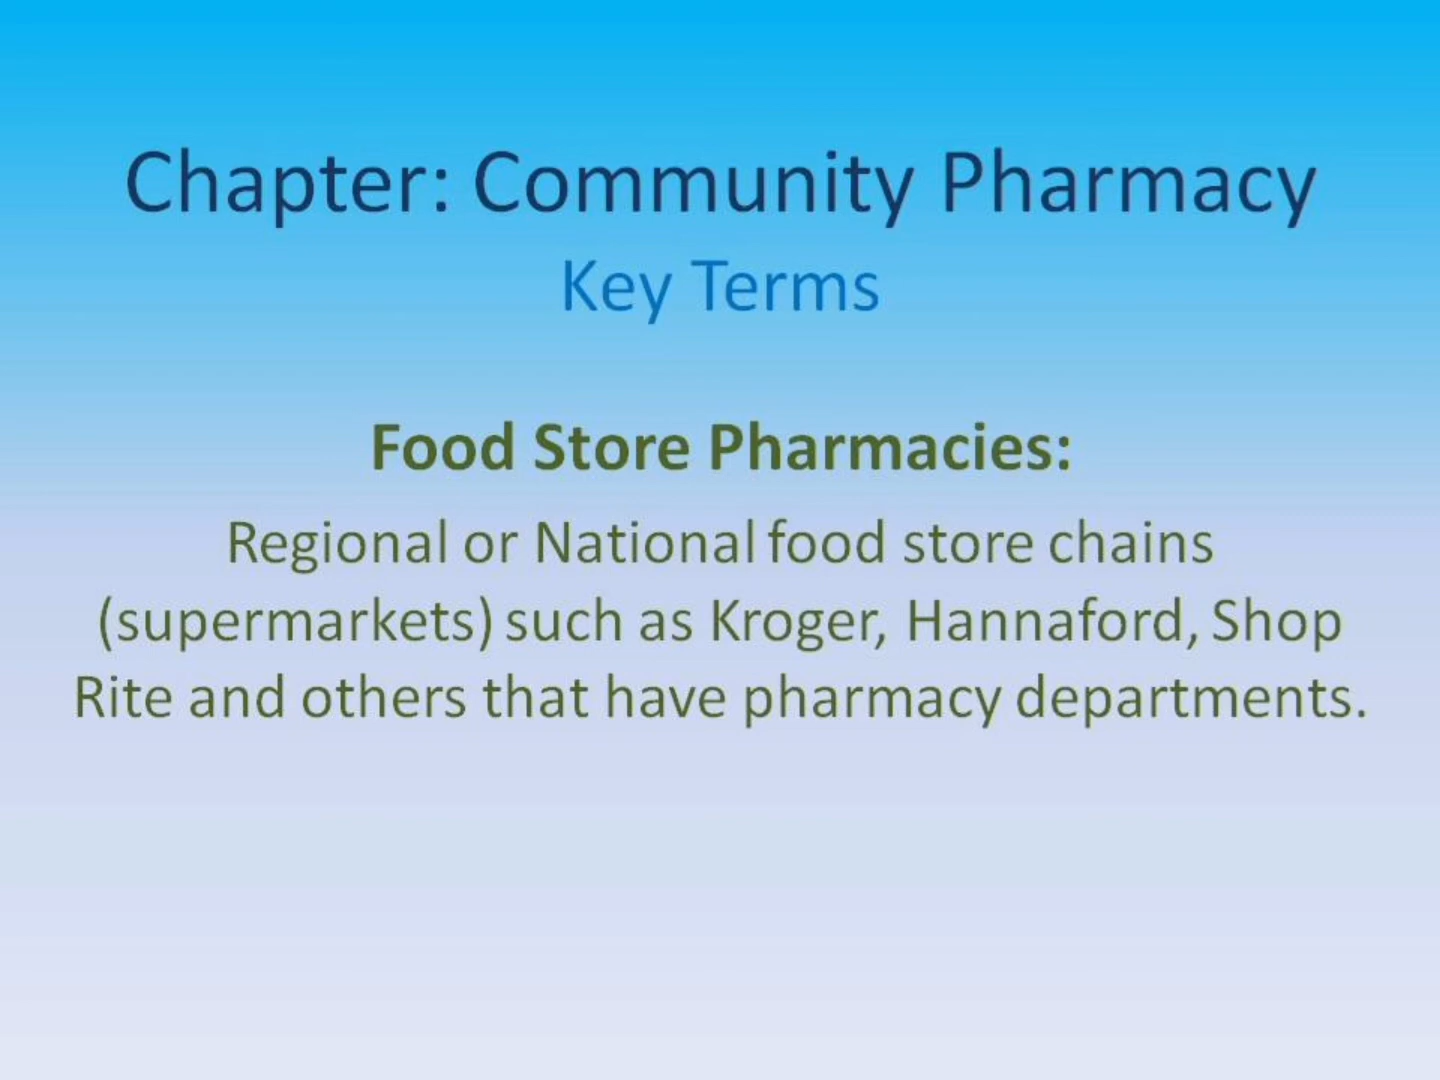 Chapter: Community Pharmacy
Key Terms
Food Store Pharmacies:
Regional or National food store chains
(supermarkets) such as Kroger, Hannaford, Shop
Rite and others that have pharmacy departments.